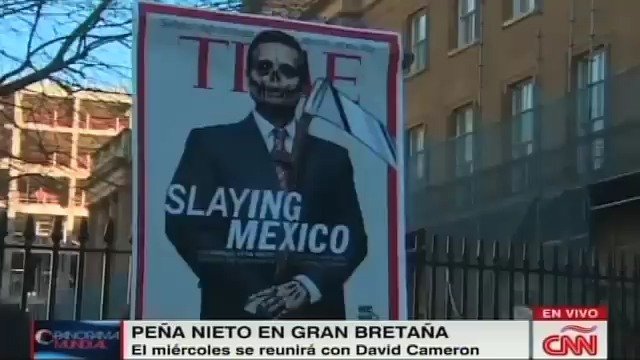 TIME
SLAYING
MEXICO
EN VIVO
PANORAMA
MUNDIAL
PEÑA NIETO EN GRAN BRETAÑA
El miércoles se reunirá con David Cameron
CNN